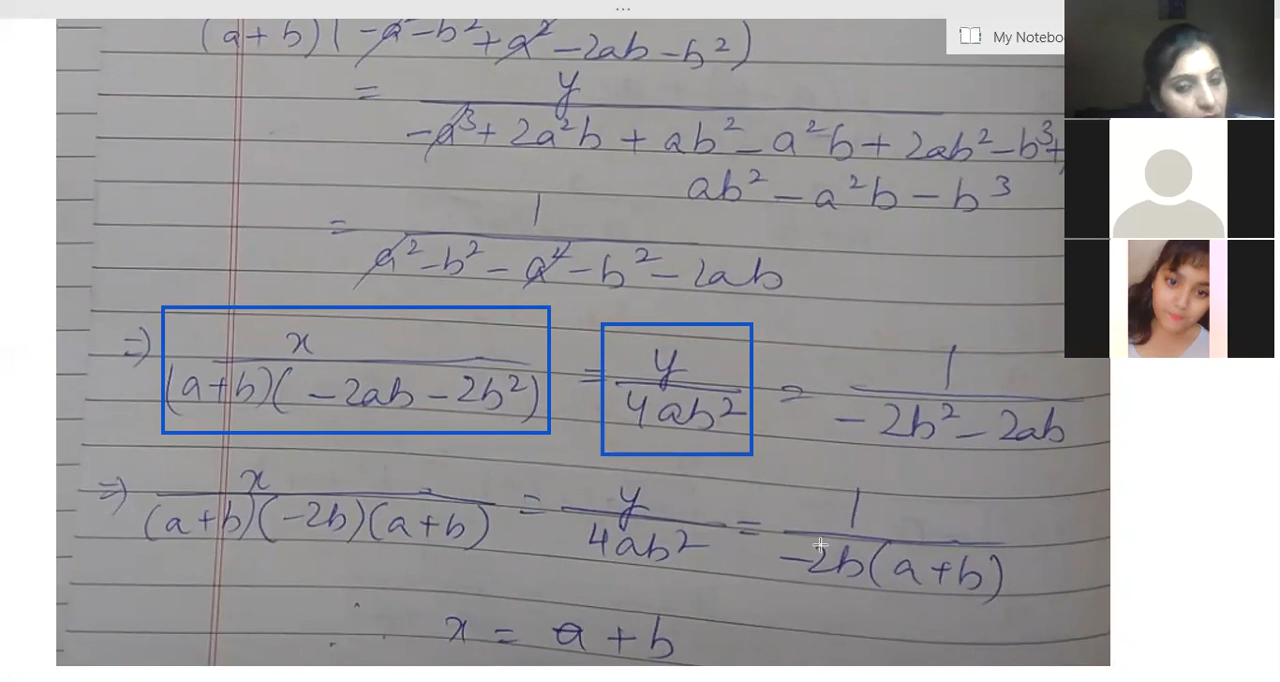 (a+b)(-a²-b²+a²-2ab-b²)
My Notebo
= y
-a³+2a²b+ab²-a²b+2ab²-b³+
ab²-a²b-b³
= 1
a²-b²-a²-b²-2ab
⇒) x = y = 1
(a+b)(-2ab-2b²) 4ab² -2b²-2ab
⇒) x = y = 1
(a+b)(-2b)(a+b) 4ab² -2b(a+b)
x = a+b